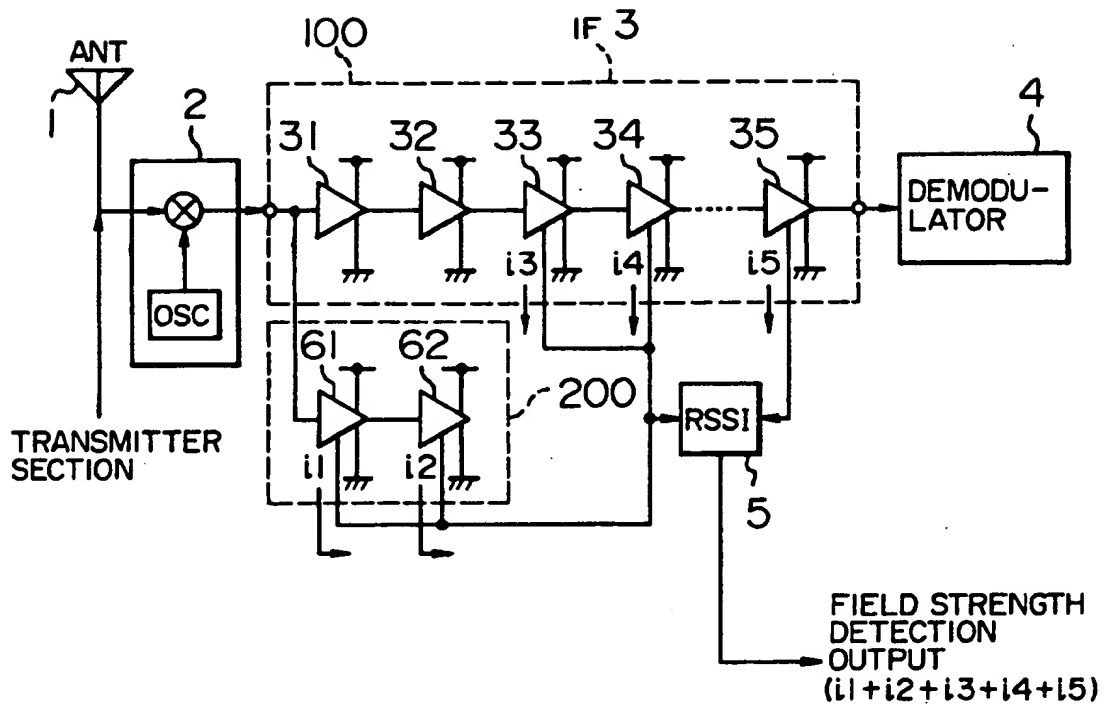 100
IF 3
ANT
1
2
4
31
32
33
34
35
DEMODU-
LATOR
i3
i4
i5
OSC
61
62
200
RSSI
TRANSMITTER
SECTION
i1
i2
5
FIELD STRENGTH
DETECTION
OUTPUT
(i1+i2+i3+i4+i5)